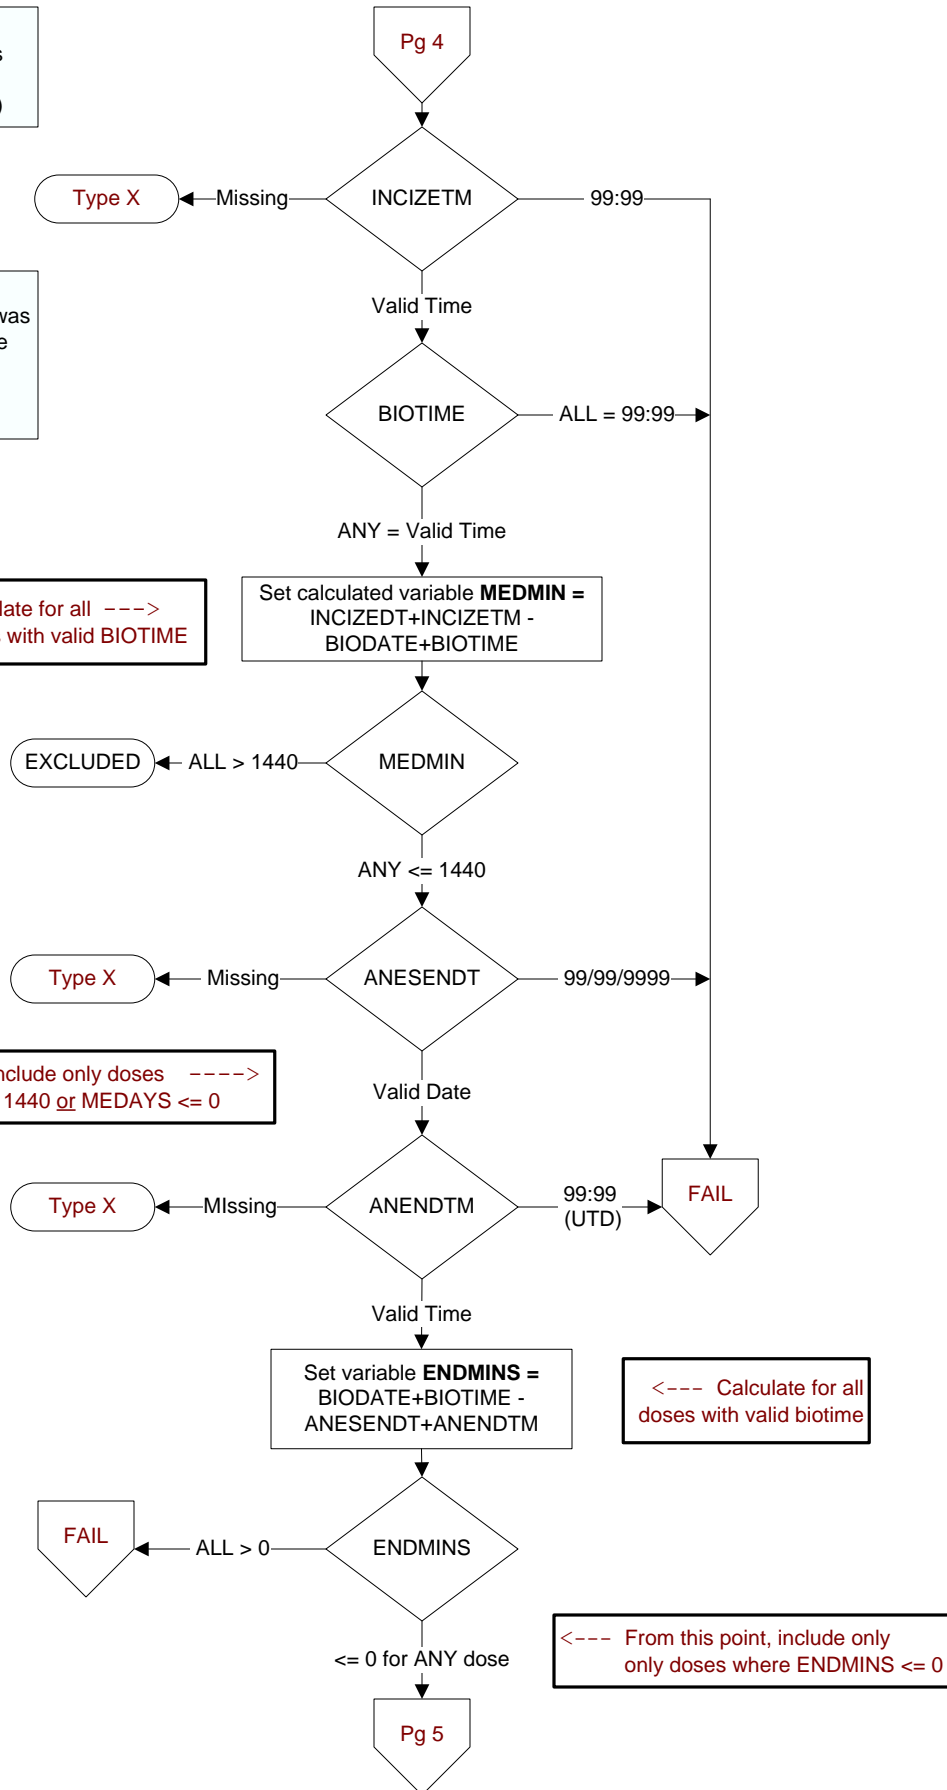 Pg 4
s
)
Type X
Missing
INCIZETM
99:99
Valid Time
was
e
BIOTIME
ALL = 99:99
ANY = Valid Time
late for all --->
with valid BIOTIME
Set calculated variable MEDMIN =
INCIZEDT+INCIZETM -
BIODATE+BIOTIME
EXCLUDED
ALL > 1440
MEDMIN
ANY <= 1440
Type X
Missing
ANESENDT
99/99/9999
nclude only doses ---->
1440 or MEDAYS <= 0
Valid Date
Type X
MIssing
ANENDTM
99:99
(UTD)
FAIL
Valid Time
Set variable ENDMINS =
BIODATE+BIOTIME -
ANESENDT+ANENDTM
<--- Calculate for all
doses with valid biotime
FAIL
ALL > 0
ENDMINS
<= 0 for ANY dose
<--- From this point, include only
only doses where ENDMINS <= 0
Pg 5